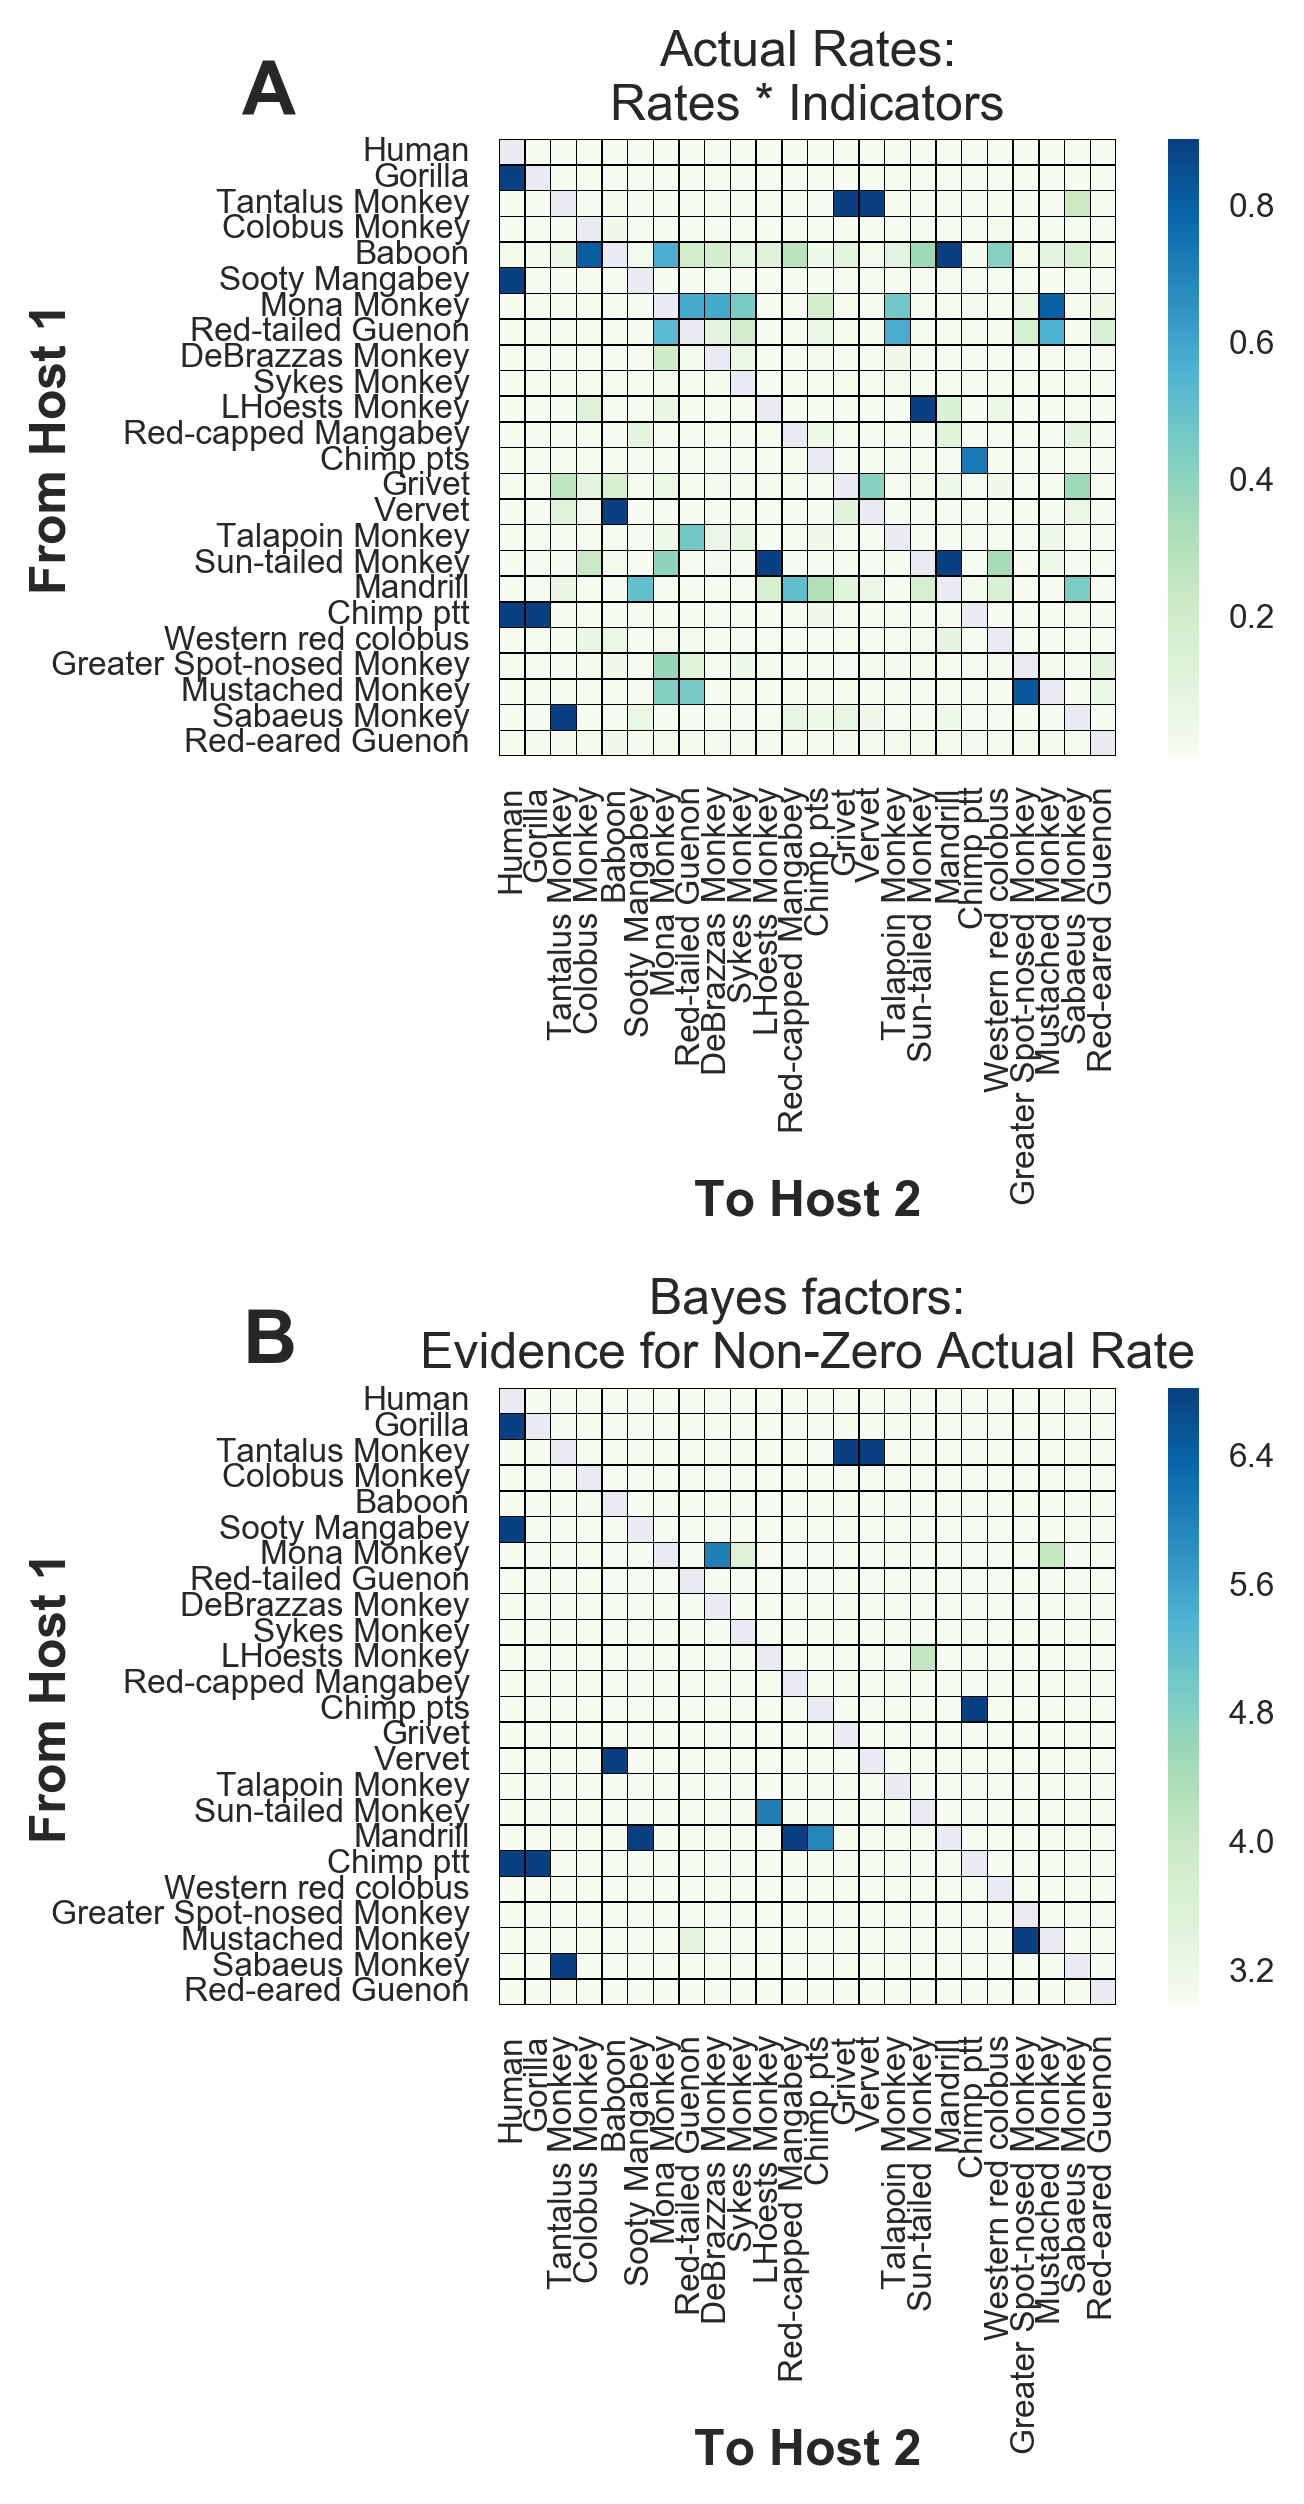 A
Actual Rates:
Rates * Indicators
From Host 1
Human
Gorilla
Tantalus Monkey
Colobus Monkey
Baboon
Sooty Mangabey
Mona Monkey
Red-tailed Guenon
DeBrazzas Monkey
Sykes Monkey
LHoests Monkey
Red-capped Mangabey
Chimp pts
Grivet
Vervet
Talapoin Monkey
Sun-tailed Monkey
Mandrill
Chimp ptt
Western red colobus
Greater Spot-nosed Monkey
Mustached Monkey
Sabaeus Monkey
Red-eared Guenon
0.8
0.6
0.4
0.2
Human
Gorilla
Tantalus Monkey
Colobus Monkey
Baboon
Sooty Mangabey
Mona Monkey
Red-tailed Guenon
DeBrazzas Monkey
Sykes Monkey
LHoests Monkey
Red-capped Mangabey
Chimp pts
Grivet
Vervet
Talapoin Monkey
Sun-tailed Monkey
Mandrill
Chimp ptt
Western red colobus
Greater Spot-nosed Monkey
Mustached Monkey
Sabaeus Monkey
Red-eared Guenon
To Host 2
B
Bayes factors:
Evidence for Non-Zero Actual Rate
From Host 1
Human
Gorilla
Tantalus Monkey
Colobus Monkey
Baboon
Sooty Mangabey
Mona Monkey
Red-tailed Guenon
DeBrazzas Monkey
Sykes Monkey
LHoests Monkey
Red-capped Mangabey
Chimp pts
Grivet
Vervet
Talapoin Monkey
Sun-tailed Monkey
Mandrill
Chimp ptt
Western red colobus
Greater Spot-nosed Monkey
Mustached Monkey
Sabaeus Monkey
Red-eared Guenon
6.4
5.6
4.8
4.0
3.2
Human
Gorilla
Tantalus Monkey
Colobus Monkey
Baboon
Sooty Mangabey
Mona Monkey
Red-tailed Guenon
DeBrazzas Monkey
Sykes Monkey
LHoests Monkey
Red-capped Mangabey
Chimp pts
Grivet
Vervet
Talapoin Monkey
Sun-tailed Monkey
Mandrill
Chimp ptt
Western red colobus
Greater Spot-nosed Monkey
Mustached Monkey
Sabaeus Monkey
Red-eared Guenon
To Host 2